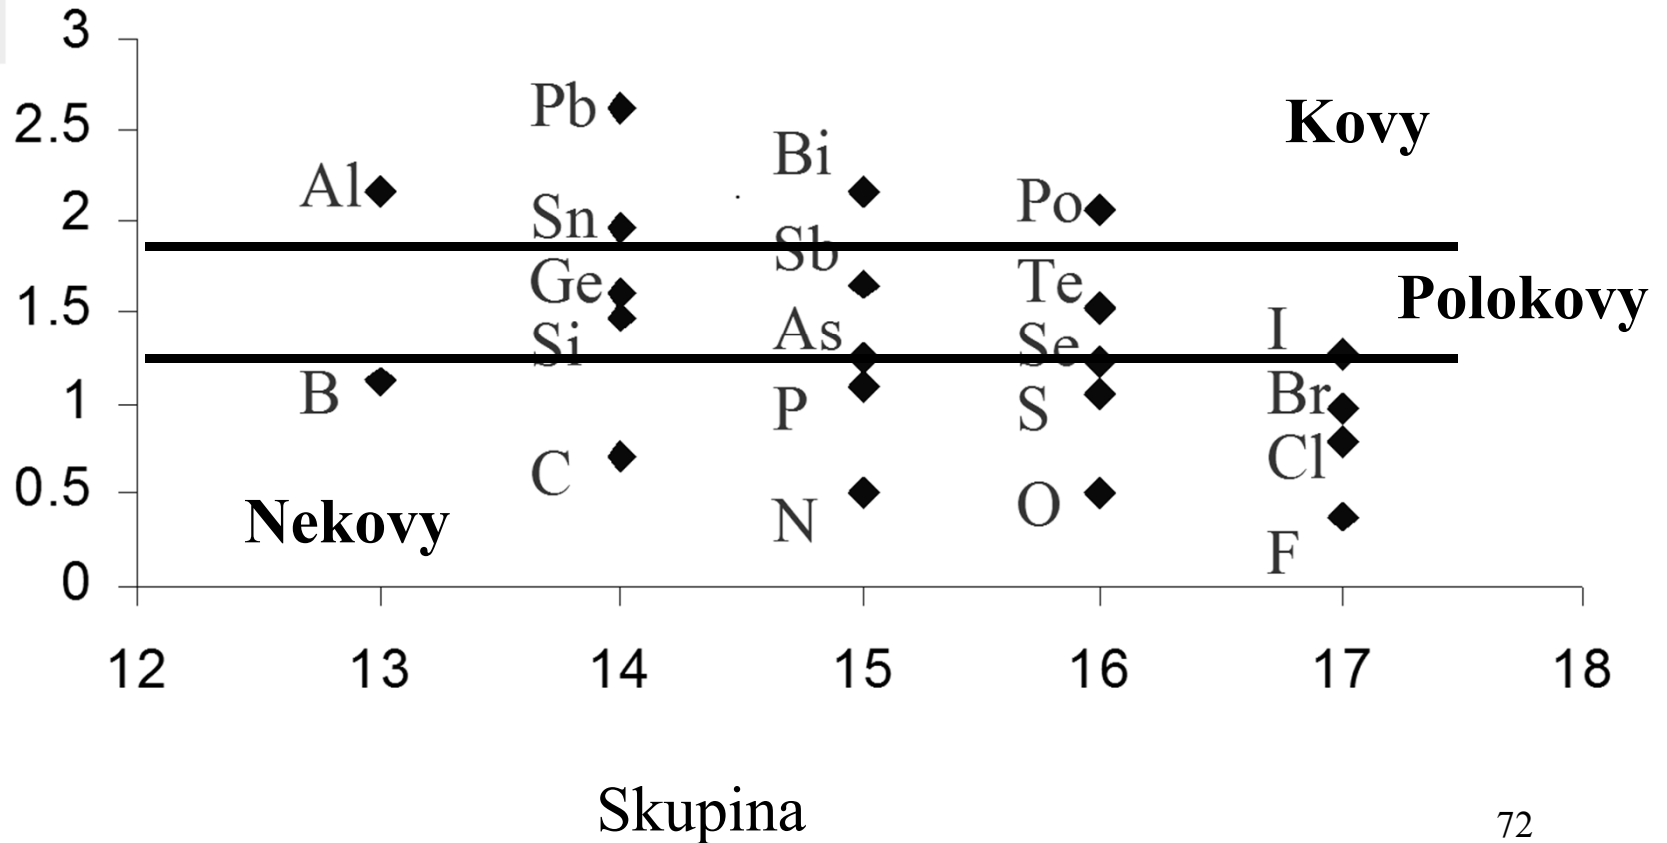 3
Pb
2.5
Kovy
Bi
Al
Po
2
Sn
Sb
Ge
Te
Polokovy
1.5
I
As
Si
Se
B
1
Br
P
S
Cl
C
0.5
O
Nekovy
N
F
0
12 13 14 15 16 17 18
Skupina
72